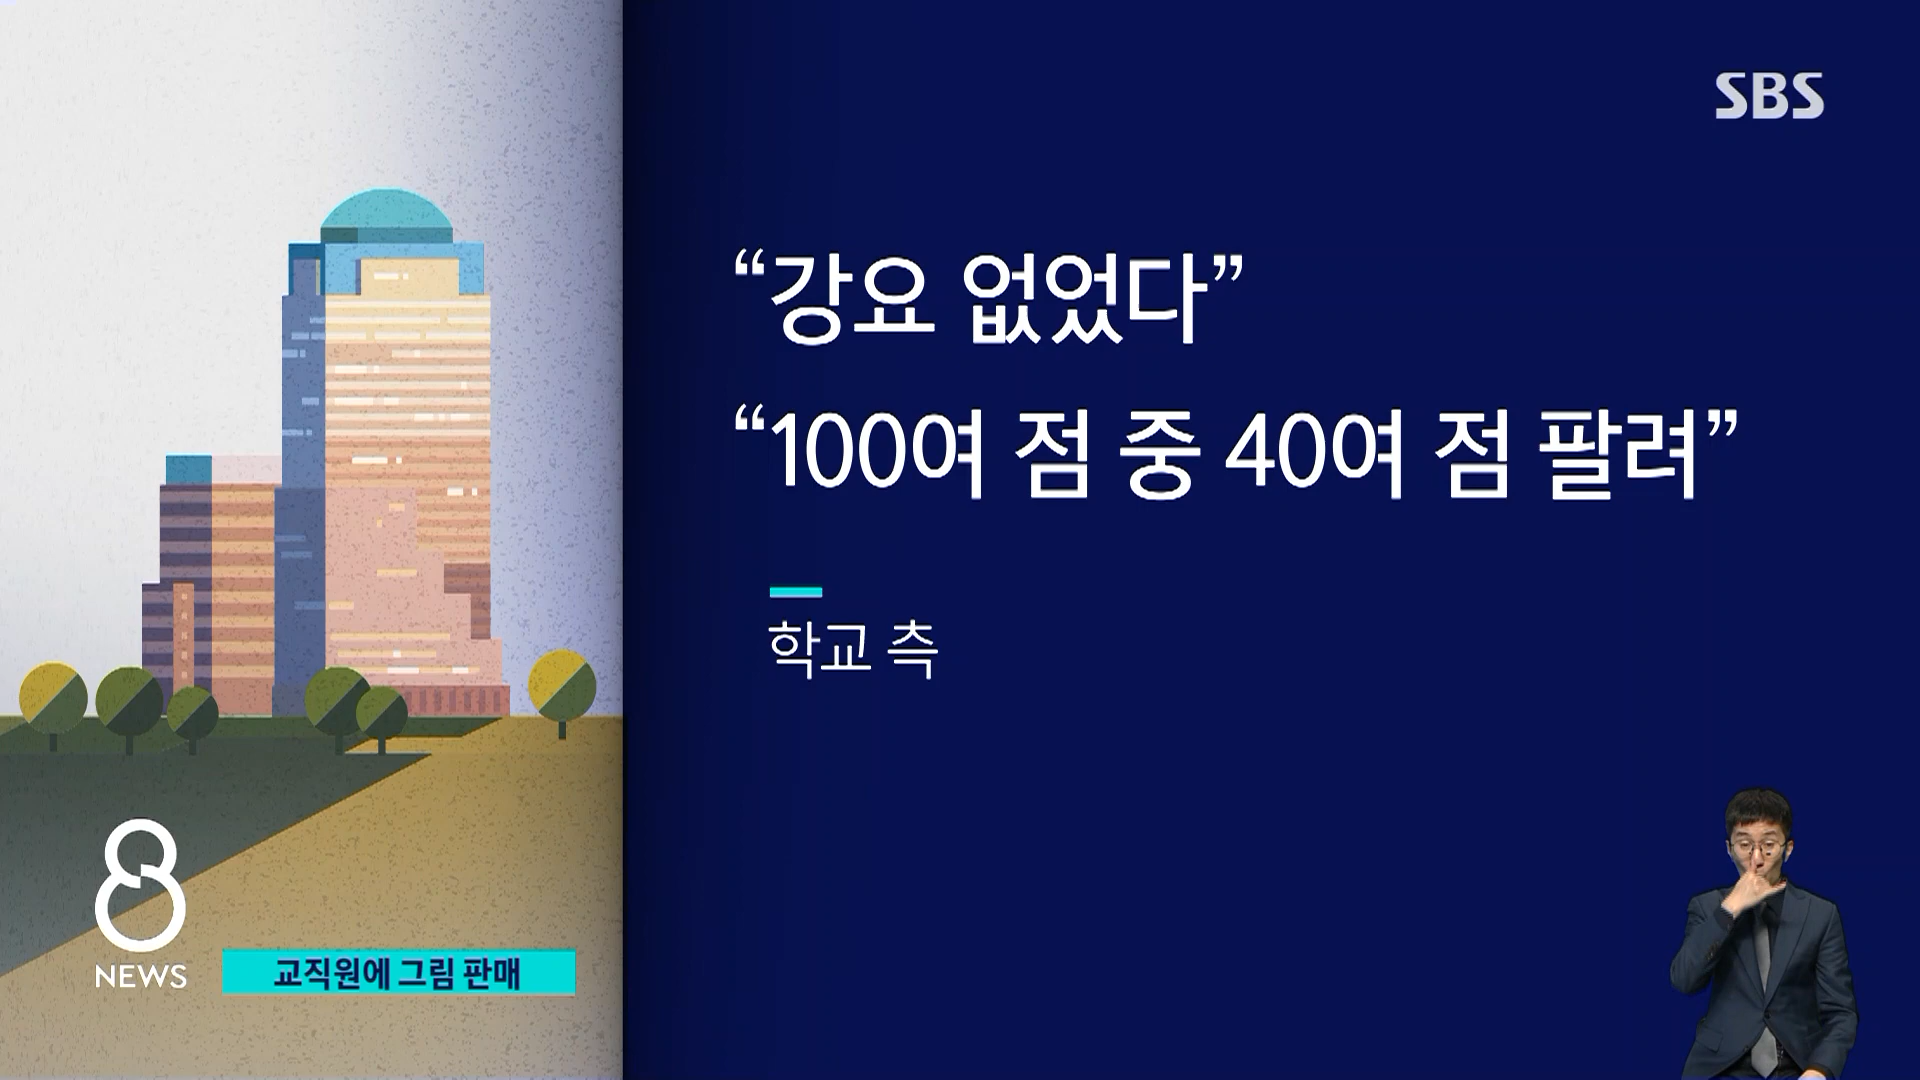 SBS
“강요 없었다”
“100여 점 중 40여 점 팔려”
학교 측
8
NEWS
교직원에 그림 판매